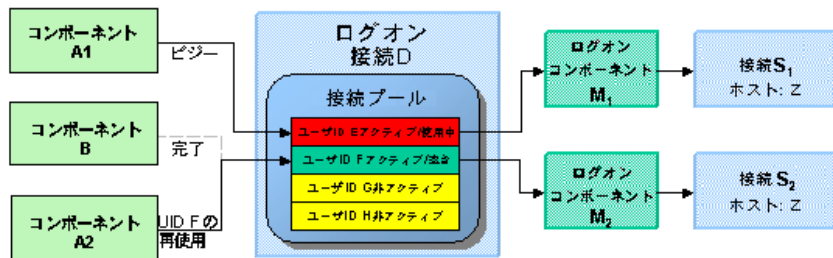 コンポーネント
A1
ビジー
コンポーネント
B
完了
コンポーネント
A2
UID Fの
再使用
ログオン
接続D
接続プール
ユーザID Eアクティブ/使用中
ユーザID Fアクティブ/
ユーザID G非アクティブ
ユーザID H非アクティブ
ログオン
コンポーネント
M1
接続S1
ホスト: Z
ログオン
コンポーネント
M2
接続S2
ホスト: Z